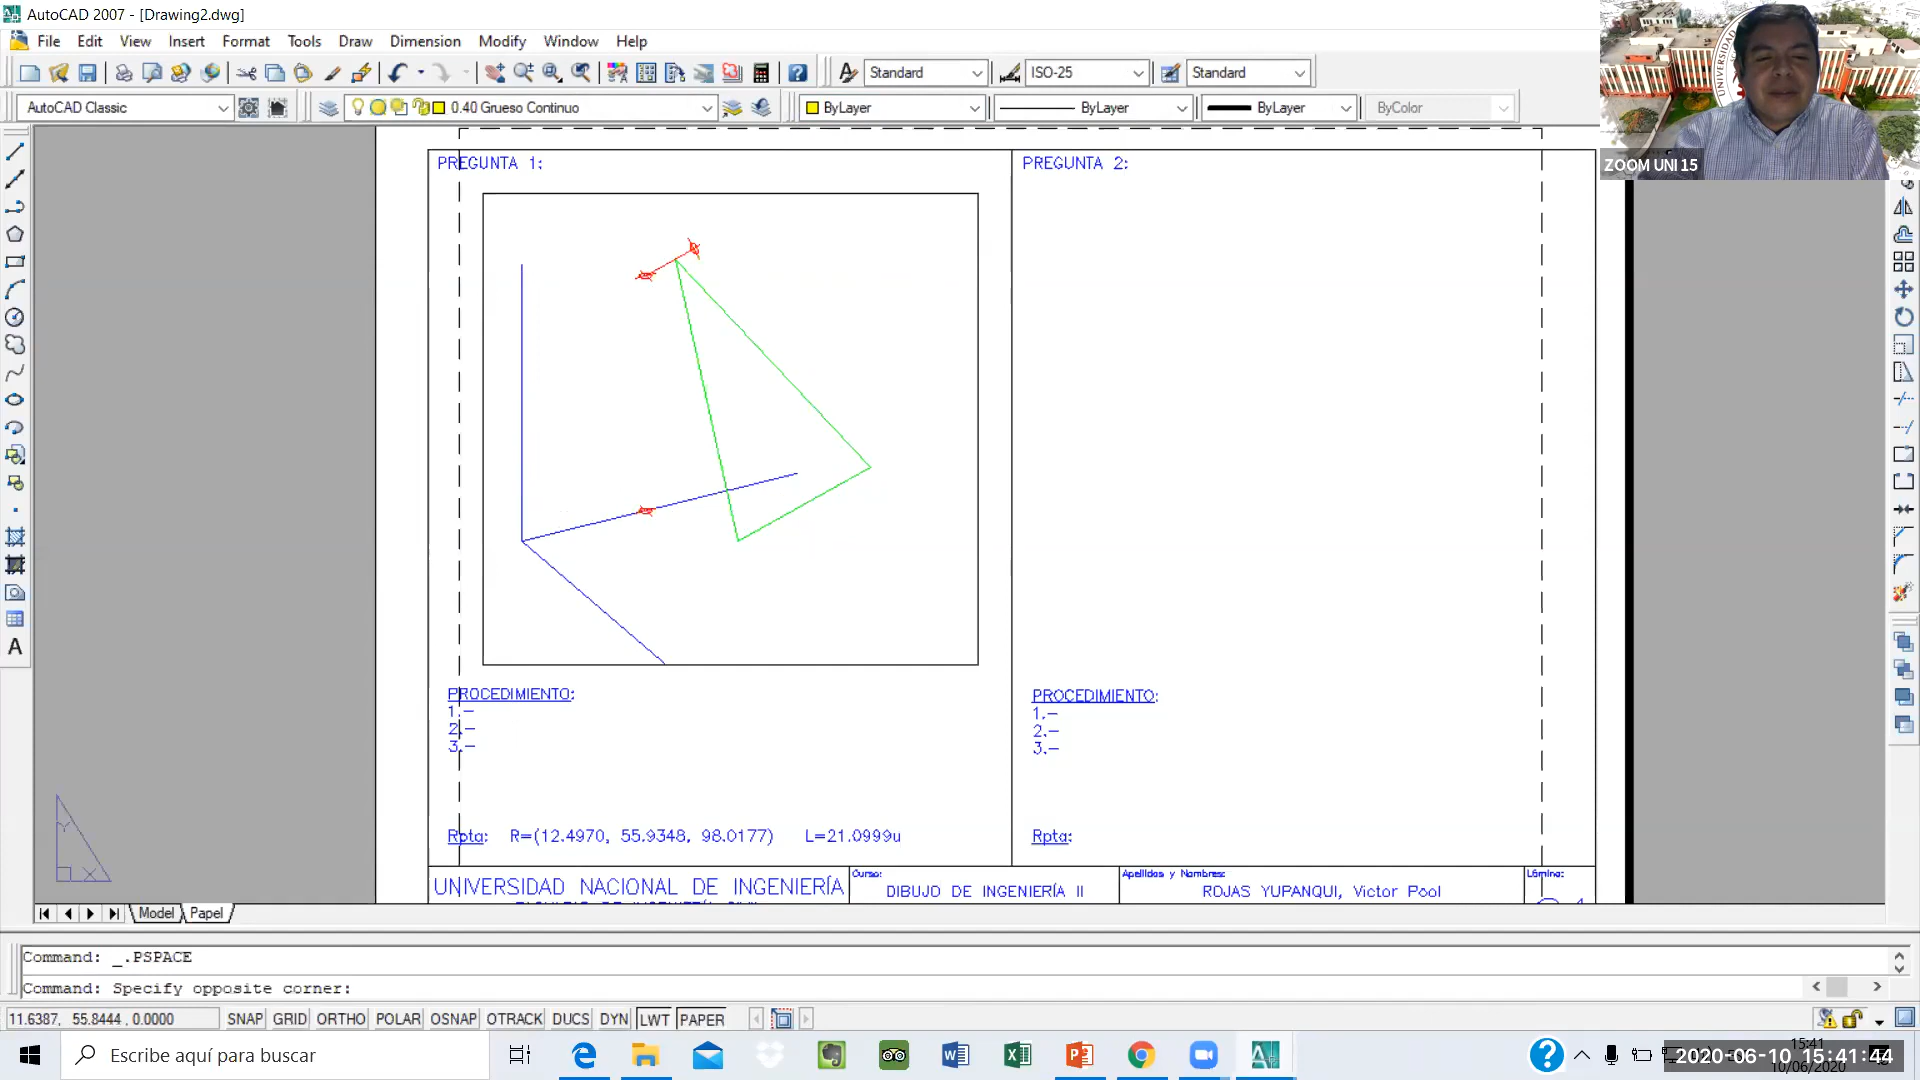 AutoCAD 2007 - [Drawing2.dwg]
File Edit View Insert Format Tools Draw Dimension Modify Window Help
Standard ISO-25 Standard
AutoCAD Classic 0.40 Grueso Continuo ByLayer ByLayer ByLayer ByColor
ZOOM UNI 15
PREGUNTA 1: PREGUNTA 2:
PROCEDIMIENTO: PROCEDIMIENTO:
1.- 1.-
2.- 2.-
3.- 3.-
Rpta: R=(12.4970, 55.9348, 98.0177) L=21.0999u Rpta:
UNIVERSIDAD NACIONAL DE INGENIERÍA Curso: DIBUJO DE INGENIERÍA II Apellidos y Nombres: ROJAS YUPANQUI, Victor Pool Lámina:
X
Y
Model Papel
Command: _.PSPACE
Command: Specify opposite corner:
11.6387, 55.8444, 0.0000 SNAP GRID ORTHO POLAR OSNAP OTRACK DUCS DYN LWT PAPER
Escribe aquí para buscar
15:41
2020-06-10 15:41:44
10/06/2020